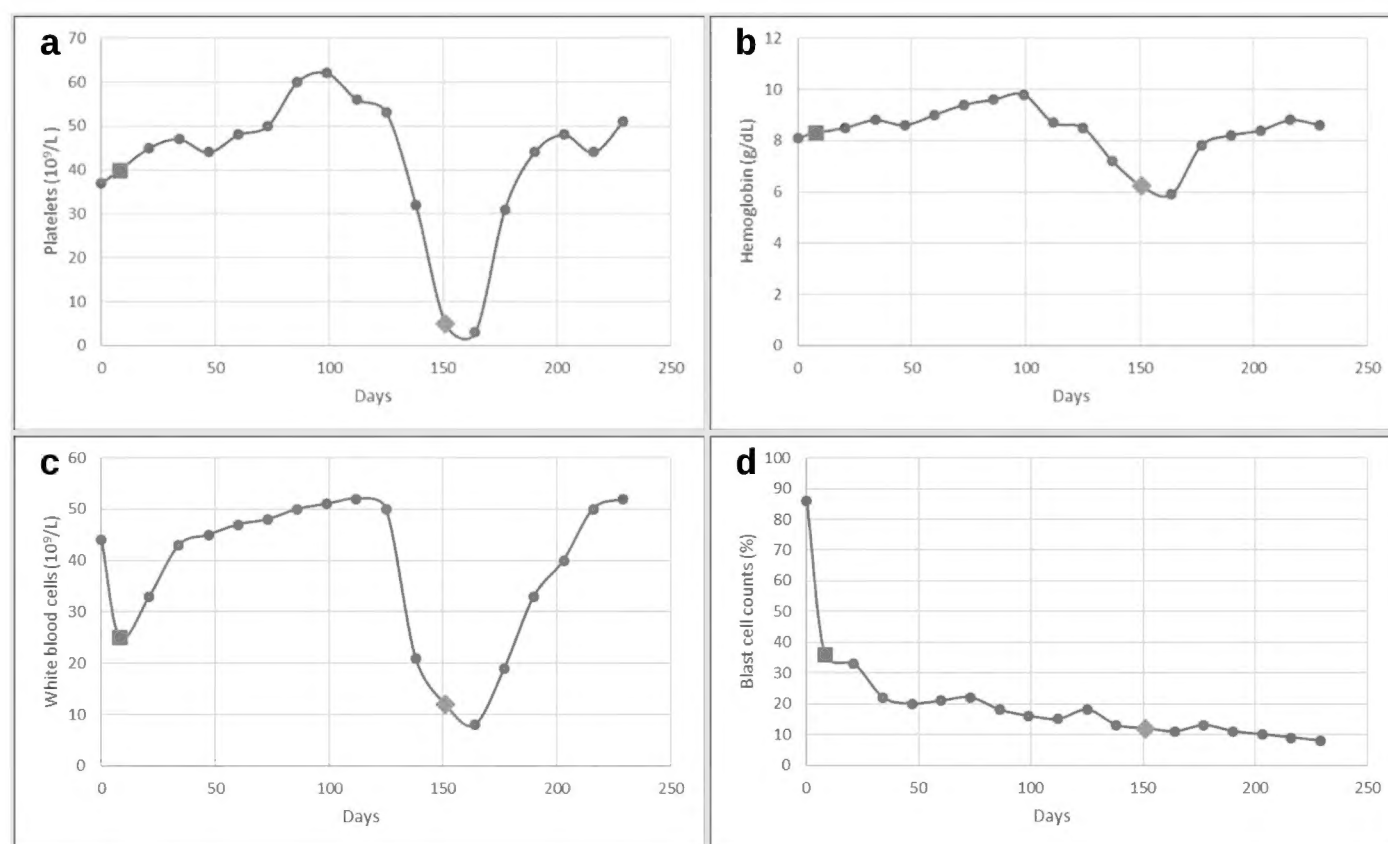 a
Platelets (10⁹/L)
70
60
50
40
30
20
10
0
0 50 100 150 200 250
Days
b
Hemoglobin (g/dL)
12
10
8
6
4
2
0
0 50 100 150 200 250
Days
c
White blood cells (10⁹/L)
60
50
40
30
20
10
0
0 50 100 150 200 250
Days
d
Blast cell counts (%)
100
90
80
70
60
50
40
30
20
10
0
0 50 100 150 200 250
Days